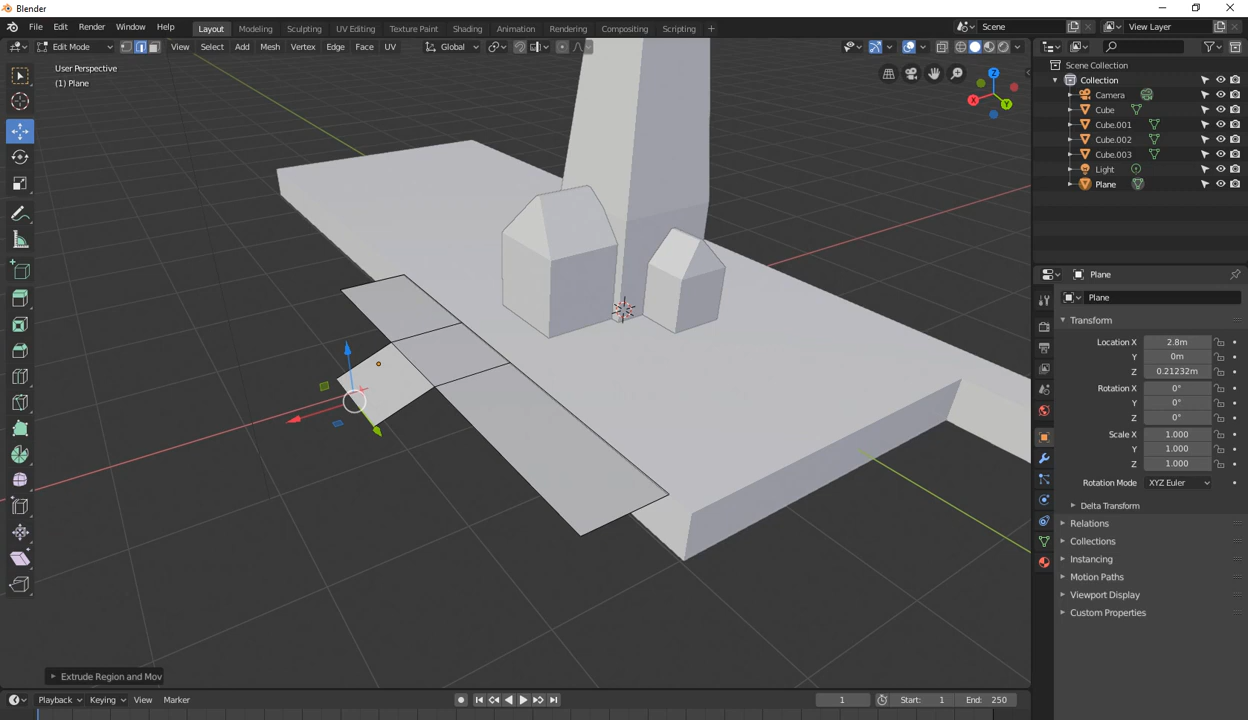 Blender
File Edit Render Window Help Layout Modeling Sculpting UV Editing Texture Paint Shading Animation Rendering Compositing Scripting + Scene View Layer
Edit Mode View Select Add Mesh Vertex Edge Face UV Global
User Perspective
(1) Plane
Z
X
Y
Scene Collection
Collection
Camera
Cube
Cube.001
Cube.002
Cube.003
Light
Plane
Plane
Plane
Transform
Location X 2.8m
Y 0m
Z 0.21232m
Rotation X 0°
Y 0°
Z 0°
Scale X 1.000
Y 1.000
Z 1.000
Rotation Mode XYZ Euler
Delta Transform
Relations
Collections
Instancing
Motion Paths
Viewport Display
Custom Properties
Extrude Region and Mov
Playback Keying View Marker 1 Start: 1 End: 250